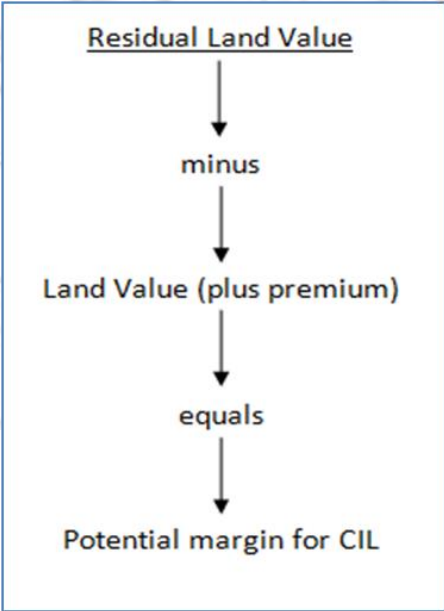 Residual Land Value
minus
Land Value (plus premium)
equals
Potential margin for CIL